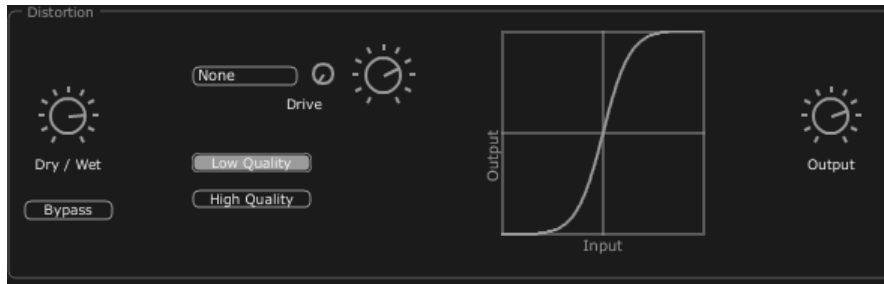 Distortion
None
Drive
Dry / Wet
Low Quality
High Quality
Bypass
Output
Input
Output